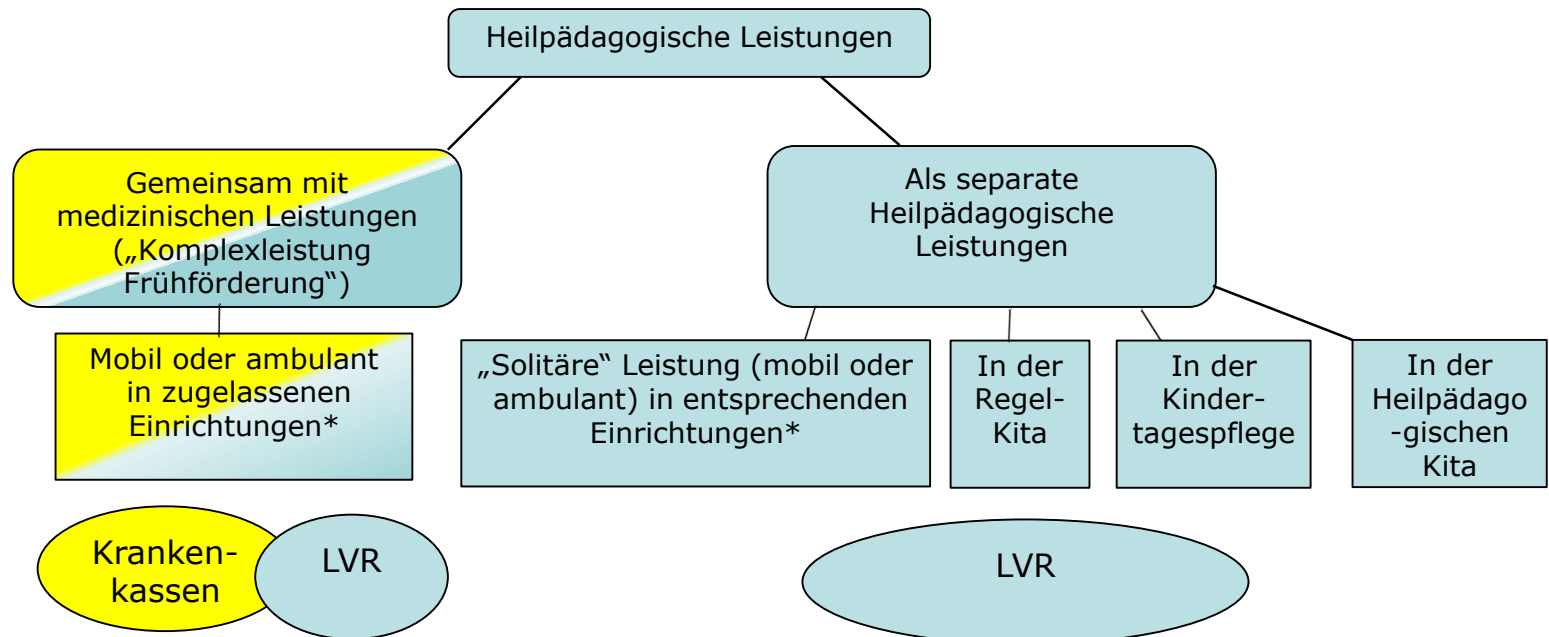 Heilpädagogische Leistungen
Gemeinsam mit
medizinischen Leistungen
(„Komplexleistung
Frühförderung“)
Als separate
Heilpädagogische
Leistungen
Mobil oder ambulant
in zugelassenen
Einrichtungen*
„Solitäre“ Leistung (mobil oder
ambulant) in entsprechenden
Einrichtungen*
In der
Regel-
Kita
In der
Kinder-
tagespflege
In der
Heilpädago
-gischen
Kita
Kranken-
kassen
LVR
LVR